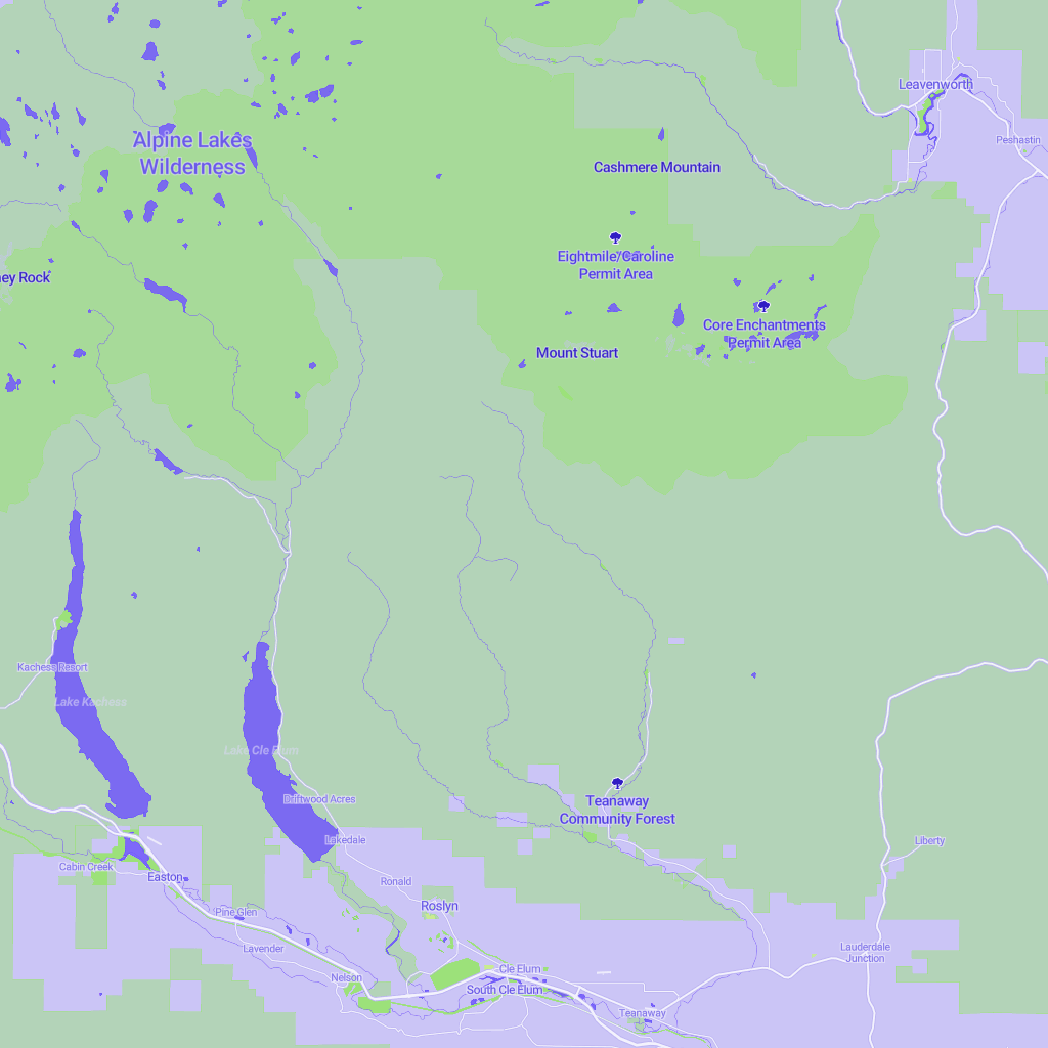 Leavenworth
Peshastin
Alpine Lakes
Wilderness
Cashmere Mountain
Eightmile/Caroline
Permit Area
ey Rock
Core Enchantments
Permit Area
Mount Stuart
Kachess Resort
Lake Kachess
Lake Cle Elum
Driftwood Acres
Teanaway
Community Forest
Lakedale
Liberty
Cabin Creek
Easton
Ronald
Roslyn
Pine Glen
Lavender
Lauderdale
Junction
Nelson
Cle Elum
South Cle Elum
Teanaway